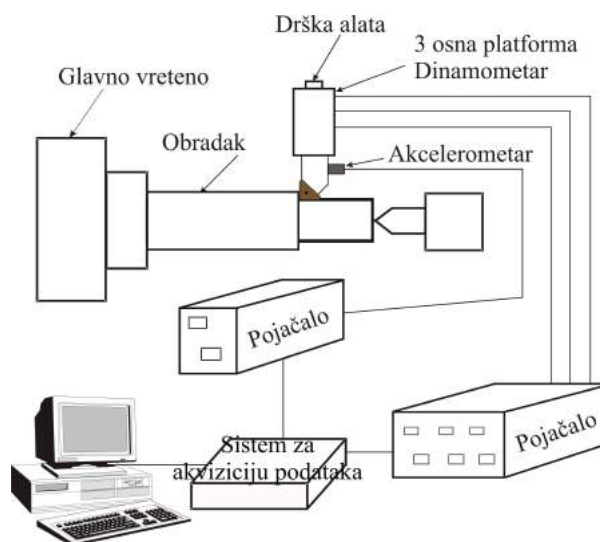 Drška alata
3 osna platforma
Dinamometar
Glavno vreteno
Obradak
Akcelerometar
Pojačalo
Pojačalo
Sistem za
akviziciju podataka